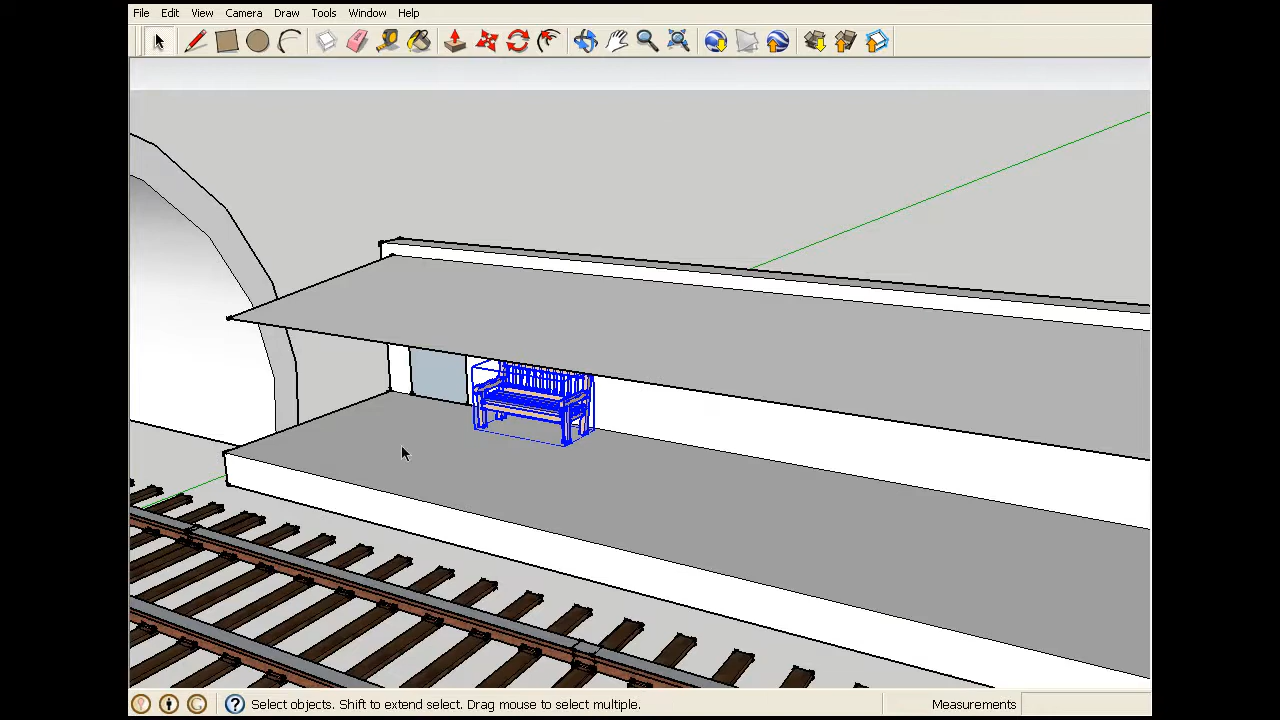 File Edit View Camera Draw Tools Window Help
Select objects. Shift to extend select. Drag mouse to select multiple. Measurements